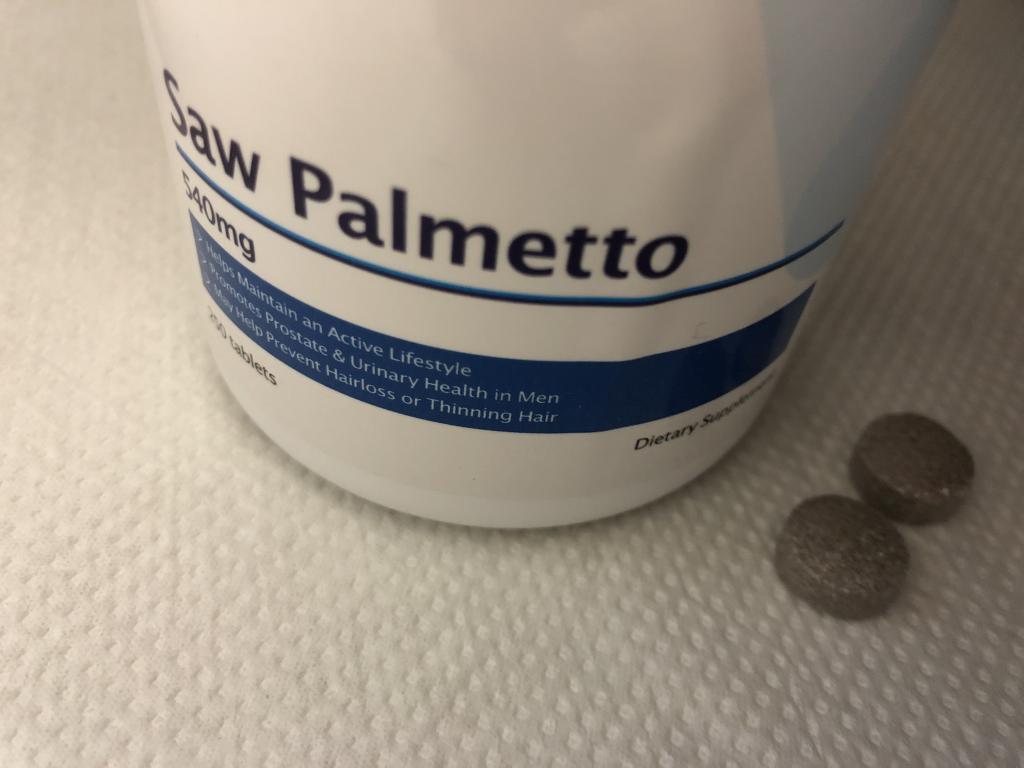 Saw Palmetto
540mg
> Helps Maintain an Active Lifestyle
> Promotes Prostate & Urinary Health in Men
> May Help Prevent Hairloss or Thinning Hair
tablets
Dietary Supplement